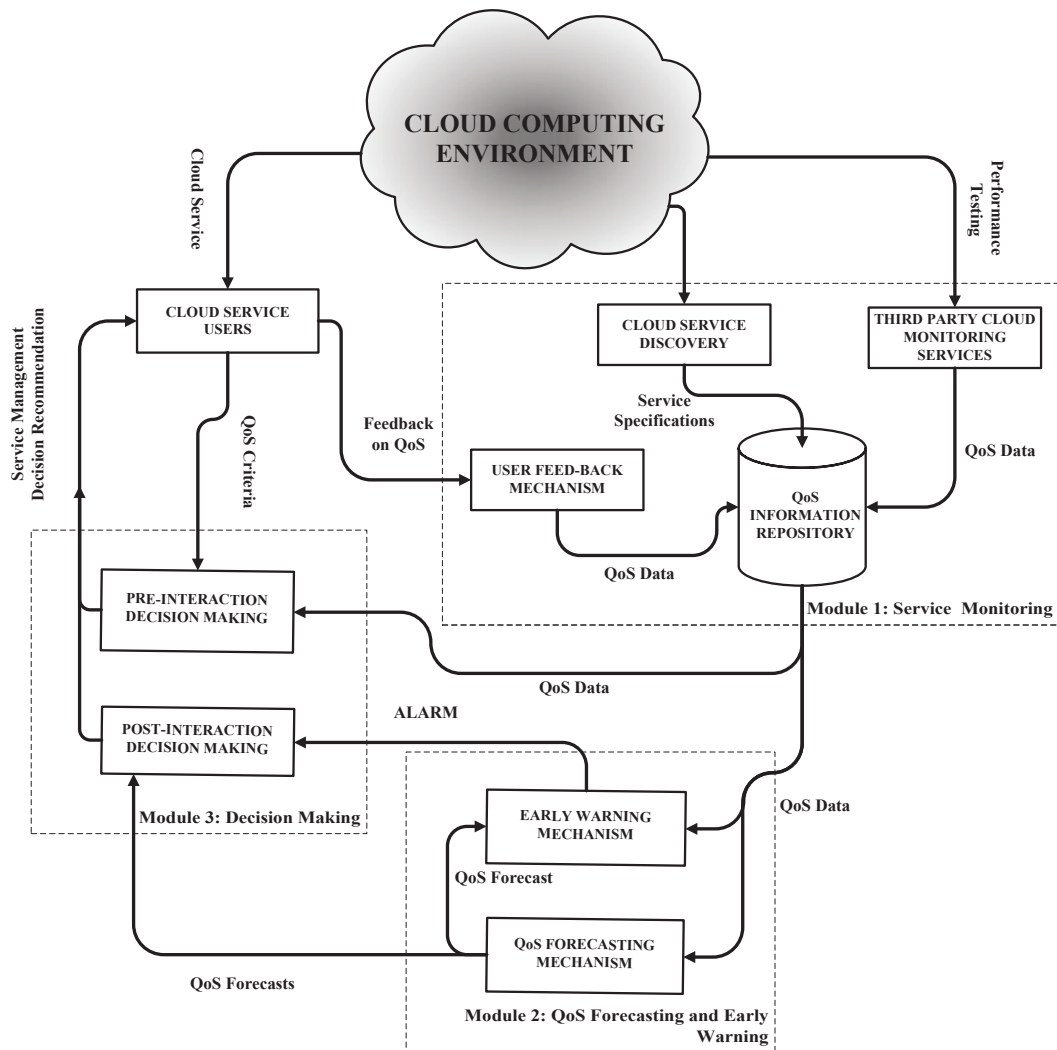 CLOUD COMPUTING
ENVIRONMENT
Cloud Service
Performance
Testing
CLOUD SERVICE
USERS
CLOUD SERVICE
DISCOVERY
THIRD PARTY CLOUD
MONITORING
SERVICES
Service Management
Decision Recommendation
QoS Criteria
Feedback
on QoS
Service
Specifications
QoS Data
USER FEED-BACK
MECHANISM
QoS
INFORMATION
REPOSITORY
QoS Data
PRE-INTERACTION
DECISION MAKING
Module 1: Service Monitoring
QoS Data
ALARM
POST-INTERACTION
DECISION MAKING
Module 3: Decision Making
EARLY WARNING
MECHANISM
QoS Data
QoS Forecast
QoS FORECASTING
MECHANISM
QoS Forecasts
Module 2: QoS Forecasting and Early
Warning